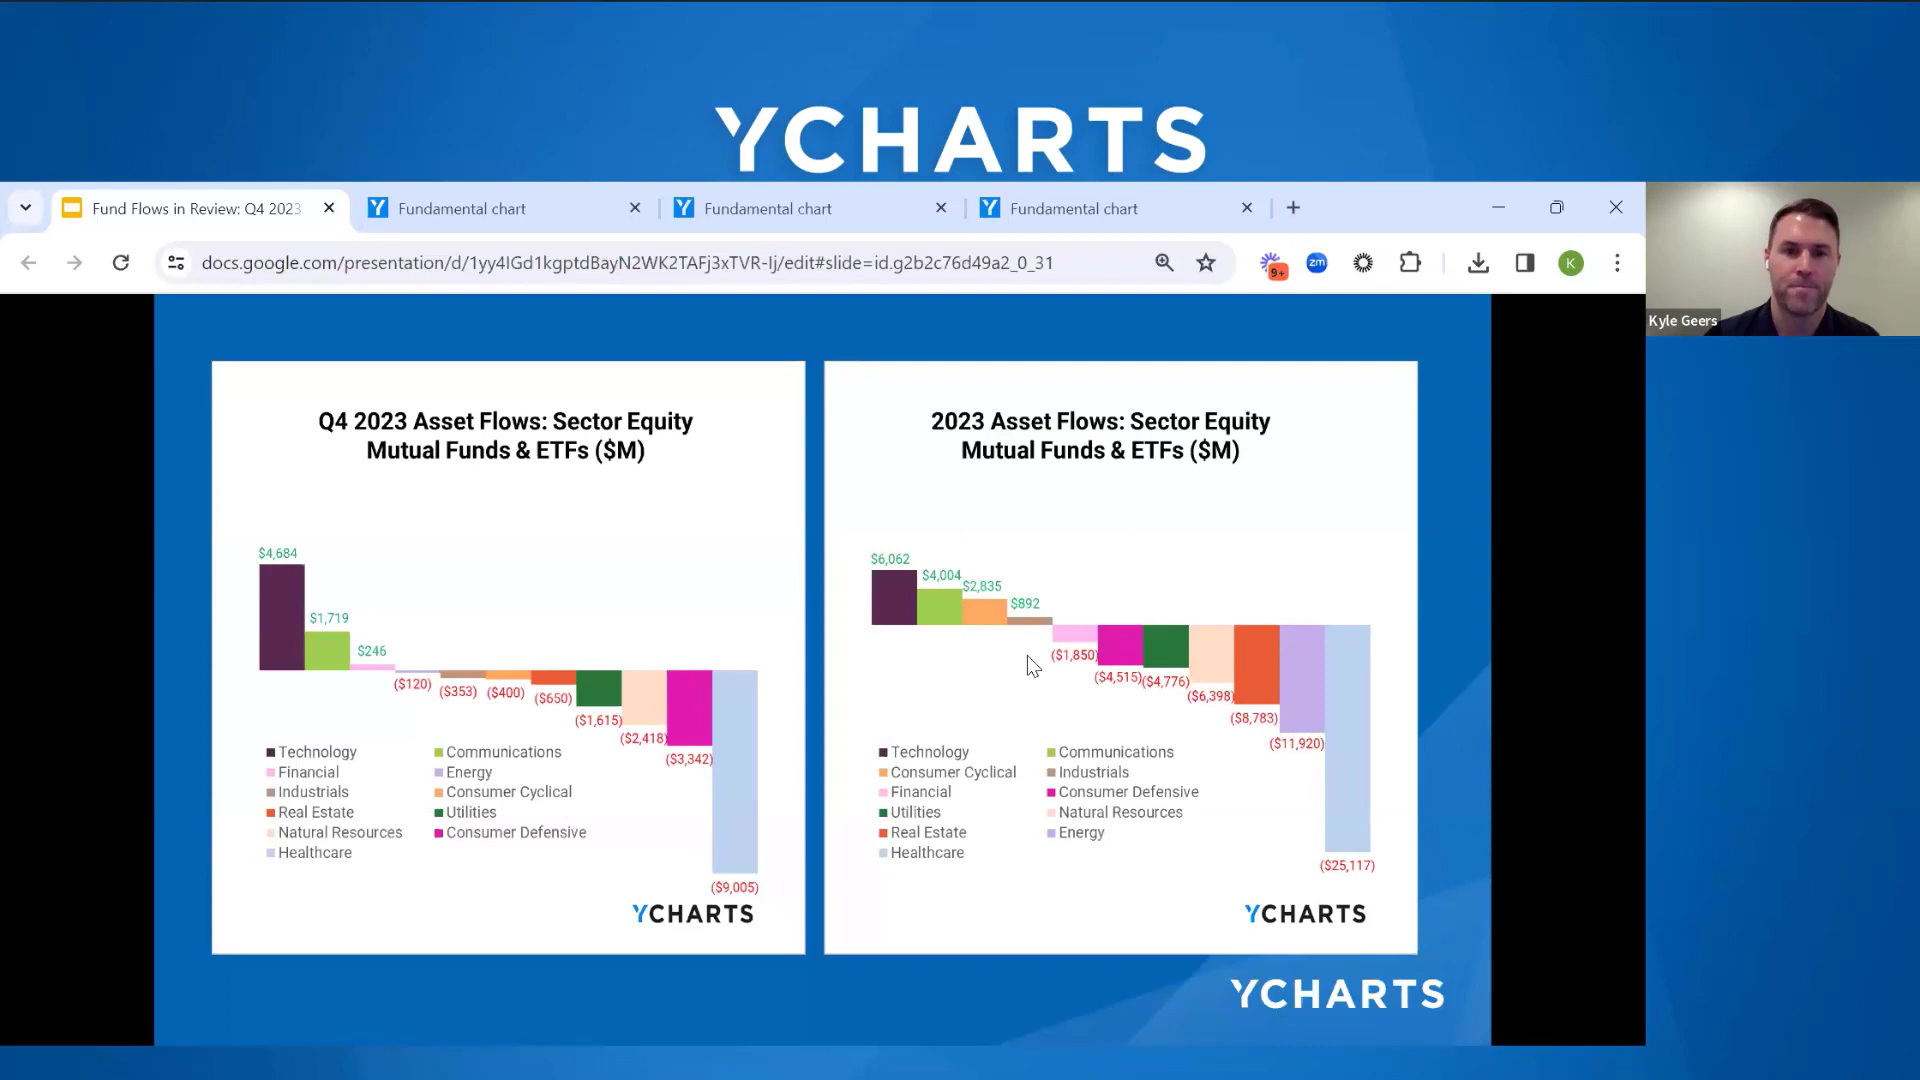 YCHARTS
Fund Flows in Review: Q4 2023
Fundamental chart
Fundamental chart
Fundamental chart
docs.google.com/presentation/d/1yy4IGd1kgptdBayN2WK2TAFj3xTVR-Ij/edit#slide=id.g2b2c76d49a2_0_31
9+
zm
K
Kyle Geers
Q4 2023 Asset Flows: Sector Equity
Mutual Funds & ETFs ($M)
$4,684
$1,719
$246
($120)
($353)
($400)
($650)
($1,615)
($2,418)
($3,342)
($9,005)
Technology
Communications
Financial
Energy
Industrials
Consumer Cyclical
Real Estate
Utilities
Natural Resources
Consumer Defensive
Healthcare
YCHARTS
2023 Asset Flows: Sector Equity
Mutual Funds & ETFs ($M)
$6,062
$4,004
$2,835
$892
($1,850)
($4,515)
($4,776)
($6,398)
($8,783)
($11,920)
($25,117)
Technology
Communications
Consumer Cyclical
Industrials
Financial
Consumer Defensive
Utilities
Natural Resources
Real Estate
Energy
Healthcare
YCHARTS
YCHARTS